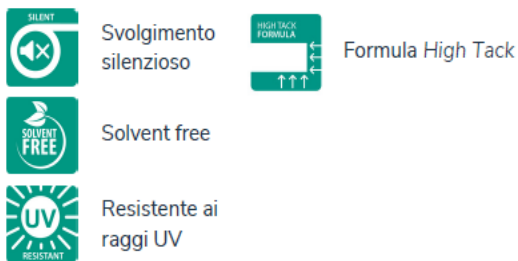 SILENT
Svolgimento
silenzioso
HIGH TACK
FORMULA
Formula High Tack
SOLVENT
FREE
Solvent free
UV
RESISTANT
Resistente ai
raggi UV